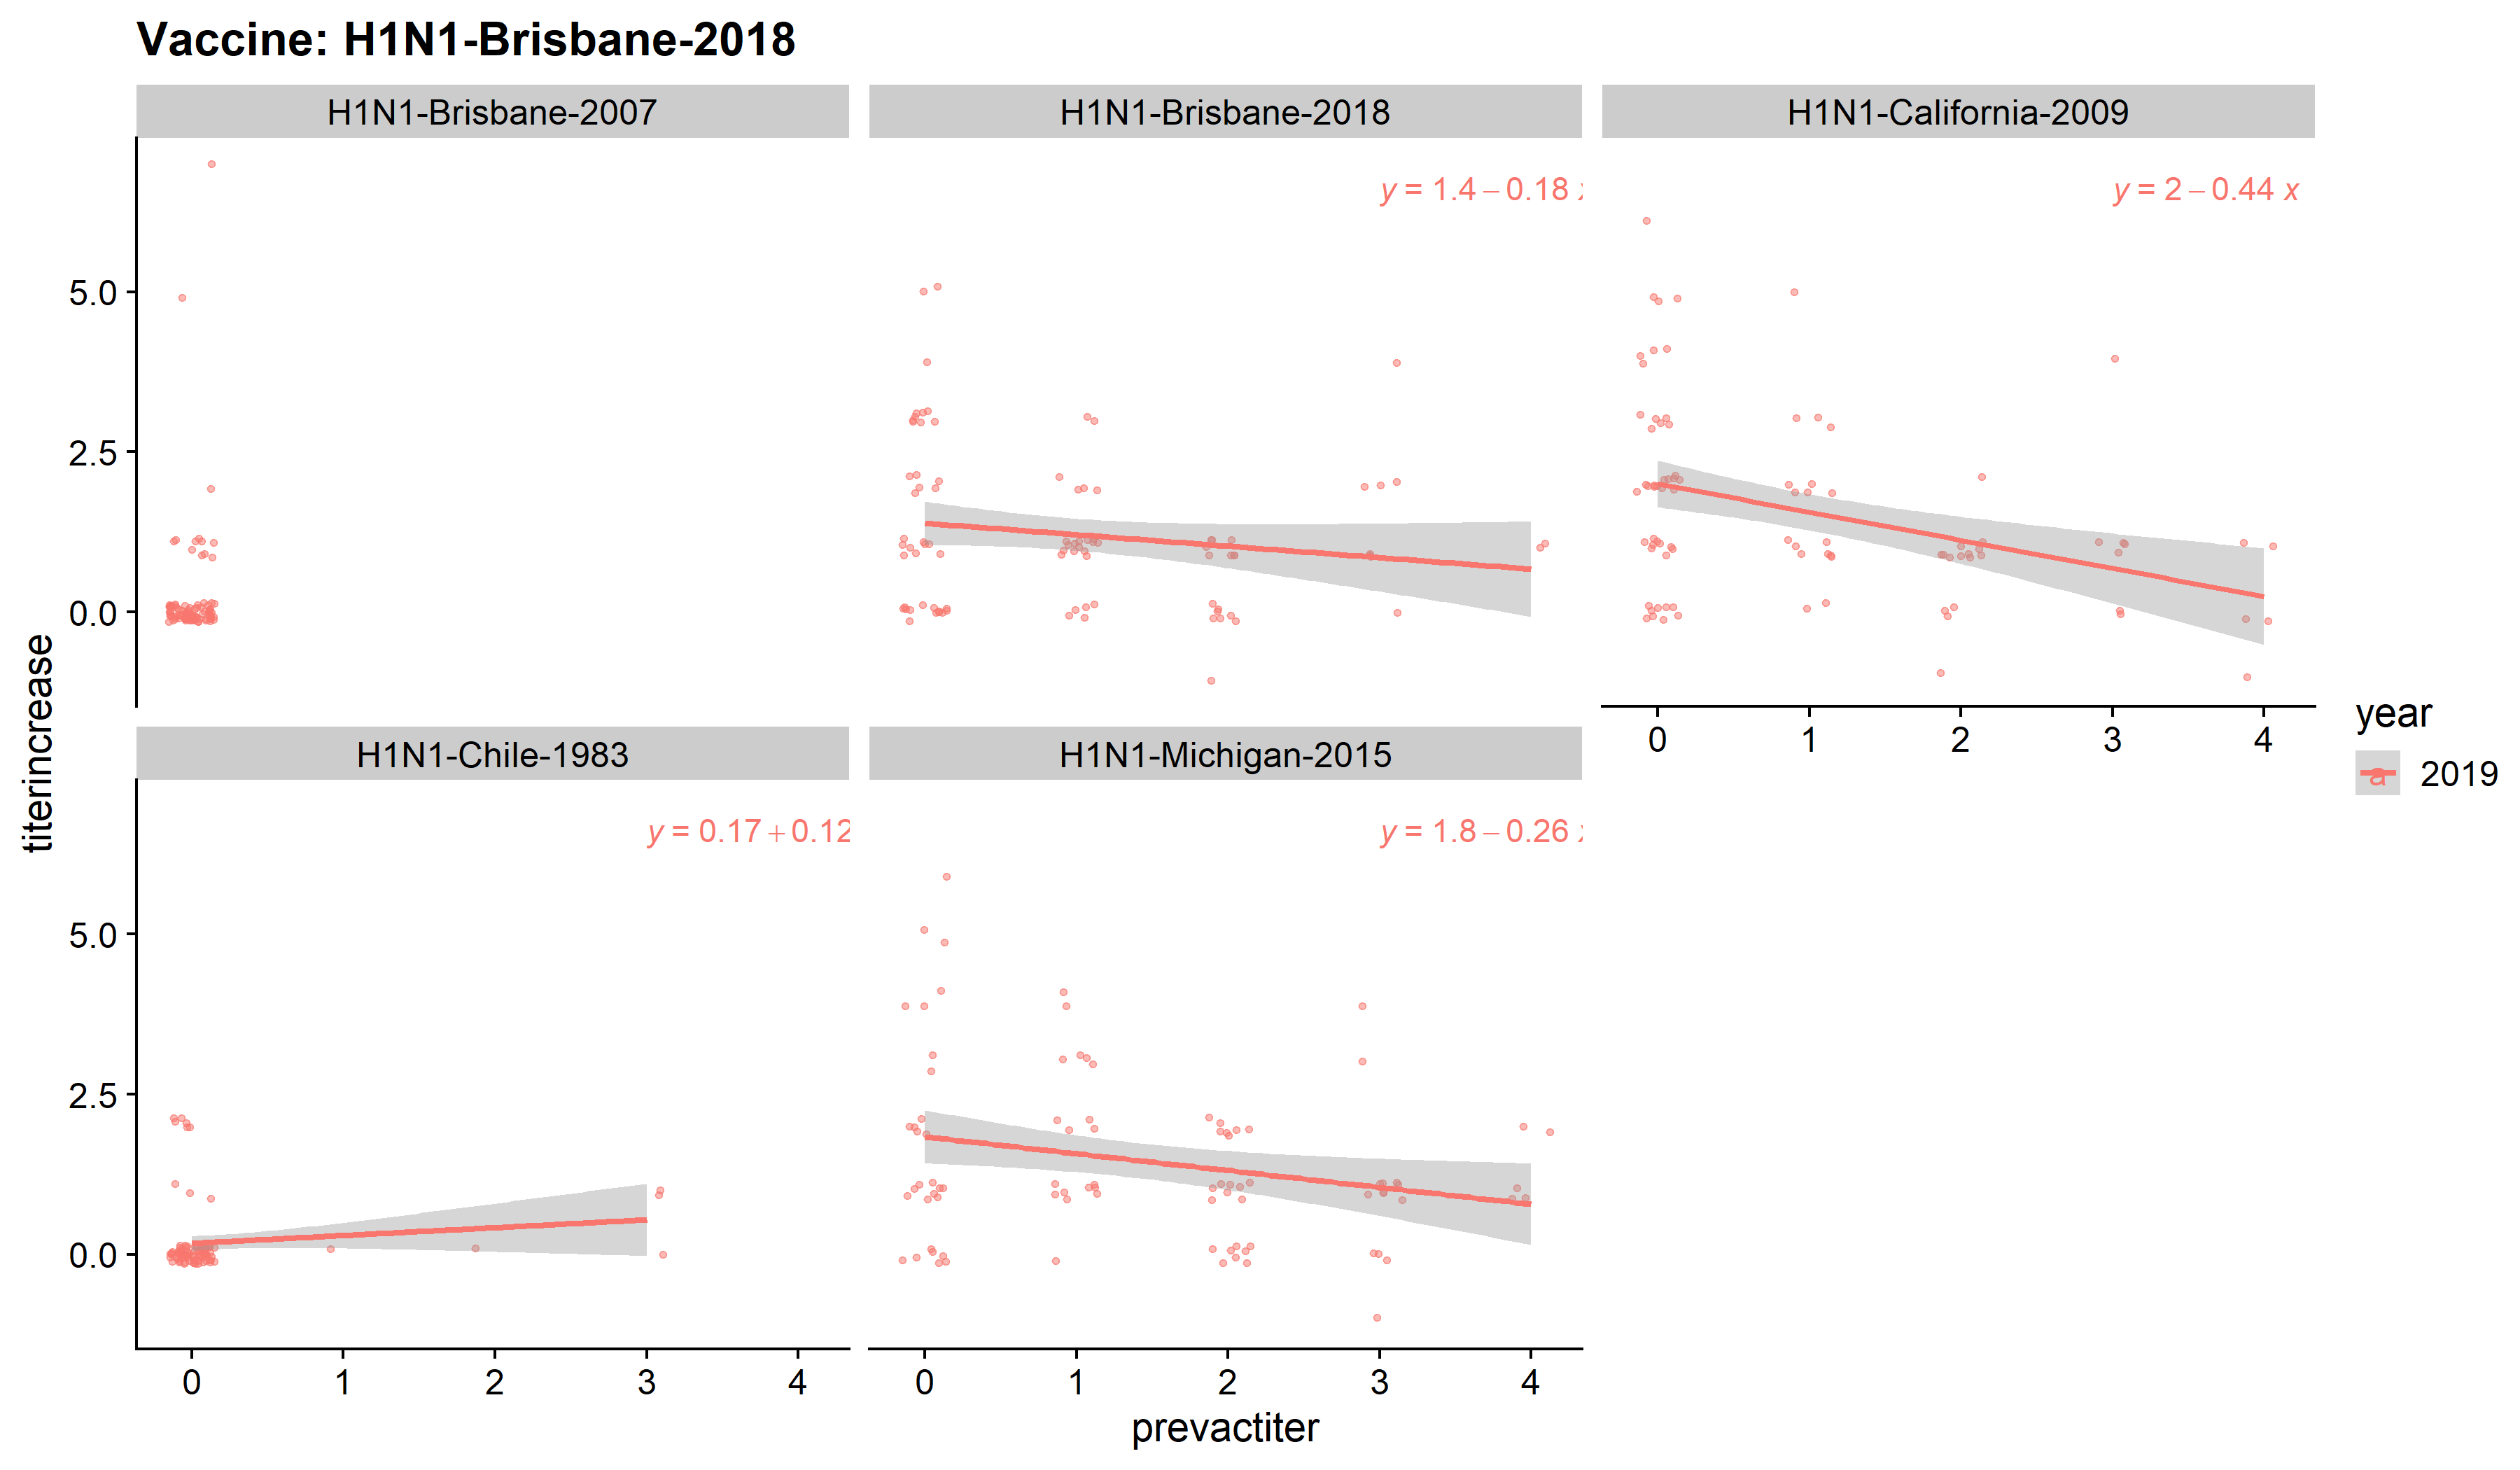 Vaccine: H1N1-Brisbane-2018
H1N1-Brisbane-2007
H1N1-Brisbane-2018
H1N1-California-2009
y = 1.4 – 0.18
y = 2 – 0.44 x
5.0
2.5
0.0
0 1 2 3 4
H1N1-Chile-1983
H1N1-Michigan-2015
y = 0.17 + 0.12
y = 1.8 – 0.26
5.0
2.5
0.0
0 1 2 3 4
0 1 2 3 4
titerincrease
prevactiter
year
a 2019